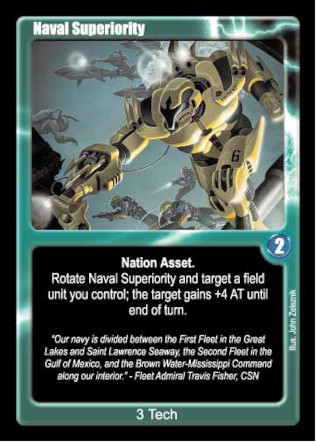 Naval Superiority
6
2
Nation Asset.
Rotate Naval Superiority and target a field
unit you control; the target gains +4 AT until
end of turn.
"Our navy is divided between the First Fleet in the Great
Lakes and Saint Lawrence Seaway, the Second Fleet in the
Gulf of Mexico, and the Brown Water-Mississippi Command
along our interior." - Fleet Admiral Travis Fisher, CSN
Illus. John Zeleznik
3 Tech